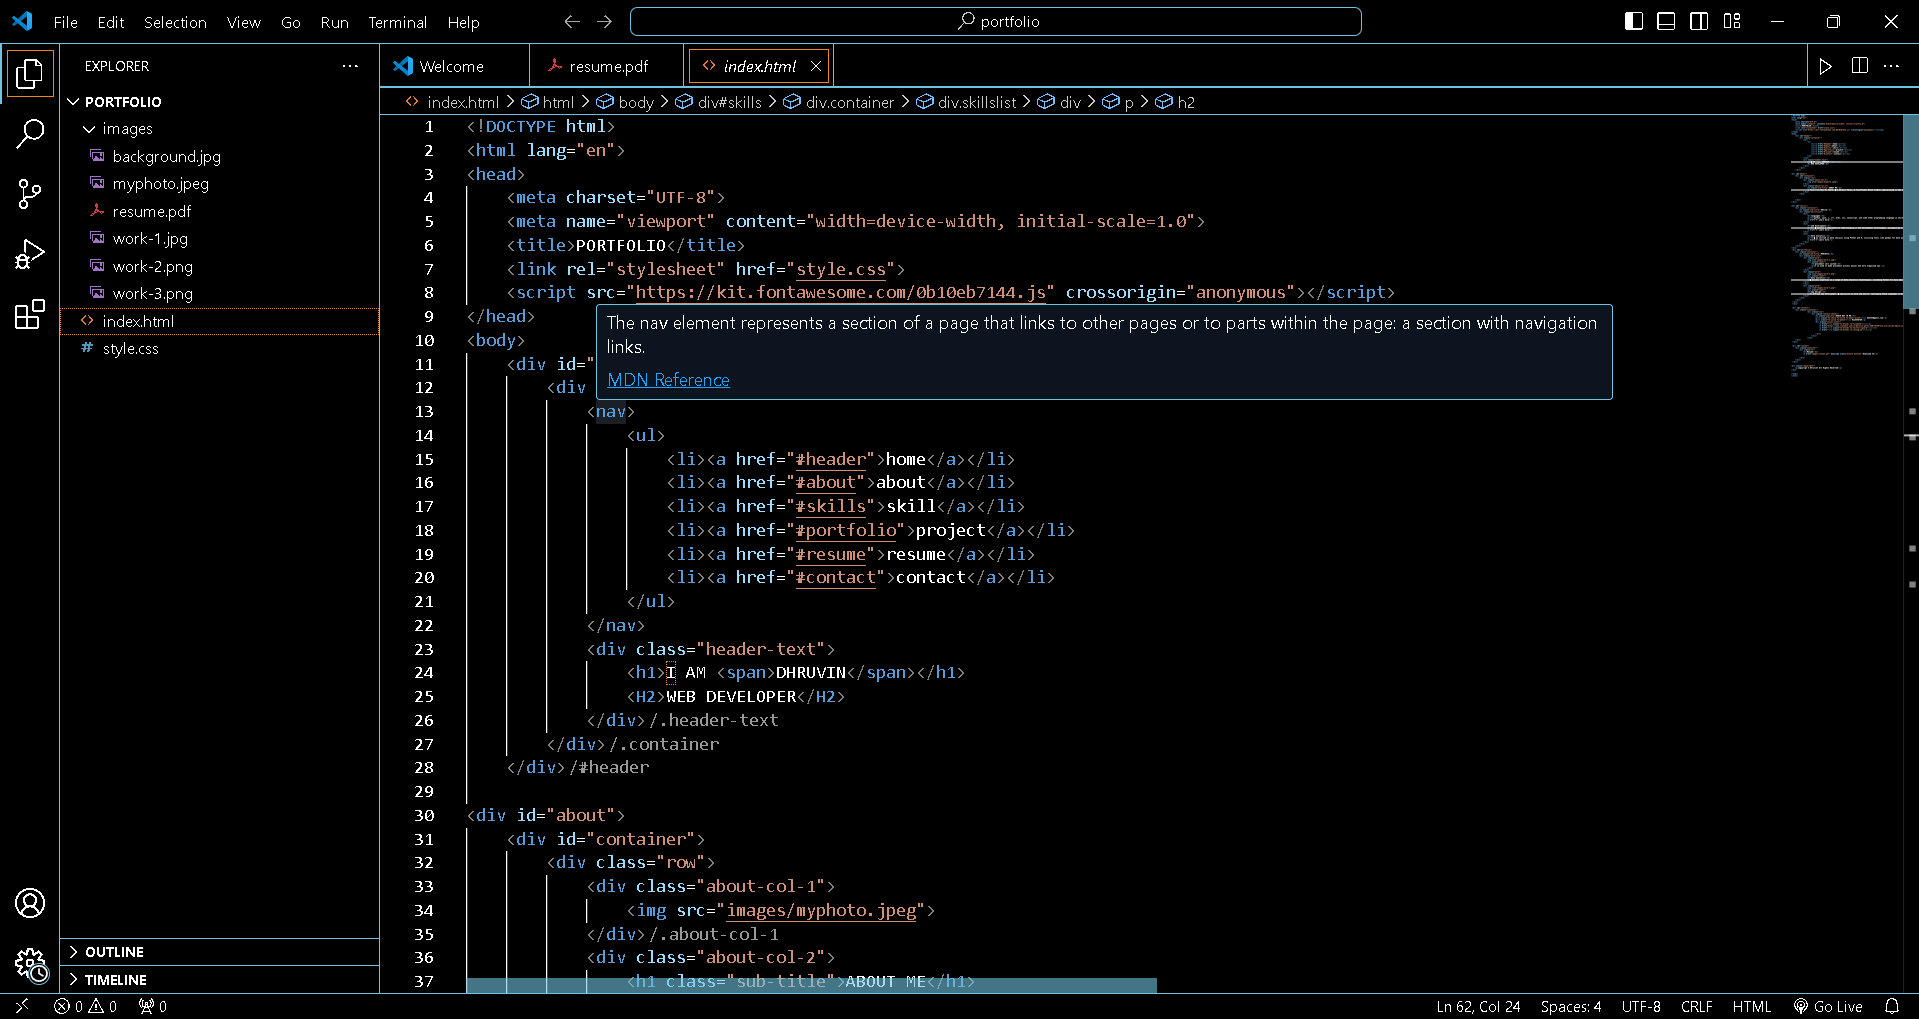 File Edit Selection View Go Run Terminal Help
portfolio
EXPLORER
PORTFOLIO
images
background.jpg
myphoto.jpeg
resume.pdf
work-1.jpg
work-2.png
work-3.png
index.html
style.css
OUTLINE
TIMELINE
Welcome resume.pdf index.html
index.html > html > body > div#skills > div.container > div.skillslist > div > p > h2
1 <!DOCTYPE html>
2 <html lang="en">
3 <head>
4 <meta charset="UTF-8">
5 <meta name="viewport" content="width=device-width, initial-scale=1.0">
6 <title>PORTFOLIO</title>
7 <link rel="stylesheet" href="style.css">
8 <script src="https://kit.fontawesome.com/0b10eb7144.js" crossorigin="anonymous"></script>
9 </head>
10 <body>
11 <div id="
12 <div
The nav element represents a section of a page that links to other pages or to parts within the page: a section with navigation
links.
MDN Reference
13 <nav>
14 <ul>
15 <li><a href="#header">home</a></li>
16 <li><a href="#about">about</a></li>
17 <li><a href="#skills">skill</a></li>
18 <li><a href="#portfolio">project</a></li>
19 <li><a href="#resume">resume</a></li>
20 <li><a href="#contact">contact</a></li>
21 </ul>
22 </nav>
23 <div class="header-text">
24 <h1>I AM <span>DHRUVIN</span></h1>
25 <H2>WEB DEVELOPER</H2>
26 </div>/.header-text
27 </div>/.container
28 </div>/#header
29
30 <div id="about">
31 <div id="container">
32 <div class="row">
33 <div class="about-col-1">
34 <img src="images/myphoto.jpeg">
35 </div>/.about-col-1
36 <div class="about-col-2">
37 <h1 class="sub-title">ABOUT ME</h1>
0 0 0 Ln 62, Col 24 Spaces: 4 UTF-8 CRLF HTML Go Live